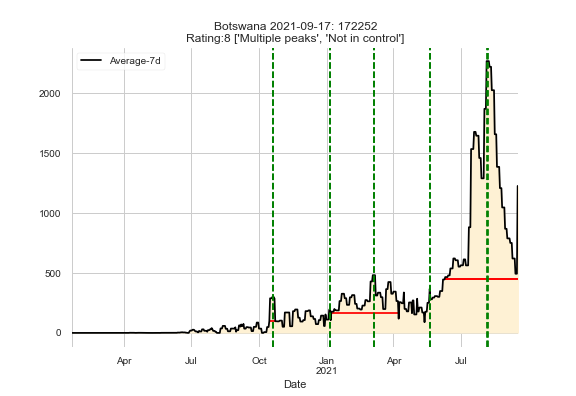 Botswana 2021-09-17: 172252
Rating:8 ['Multiple peaks', 'Not in control']
Average-7d
2000
1500
1000
500
0
Apr Jul Oct Jan Apr Jul
2021
Date